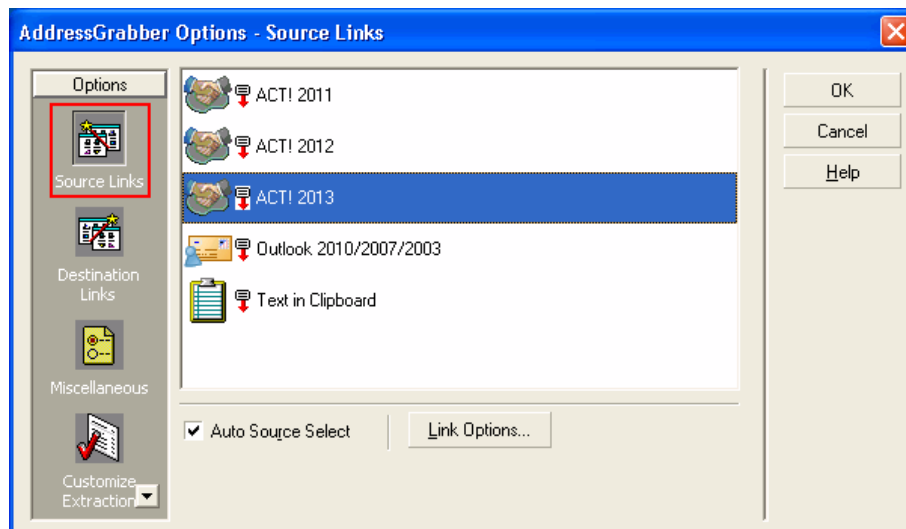 AddressGrabber Options - Source Links
Options
Source Links
Destination
Links
Miscellaneous
Customize
Extraction
ACT! 2011
ACT! 2012
ACT! 2013
Outlook 2010/2007/2003
Text in Clipboard
Auto Source Select
Link Options...
OK
Cancel
Help